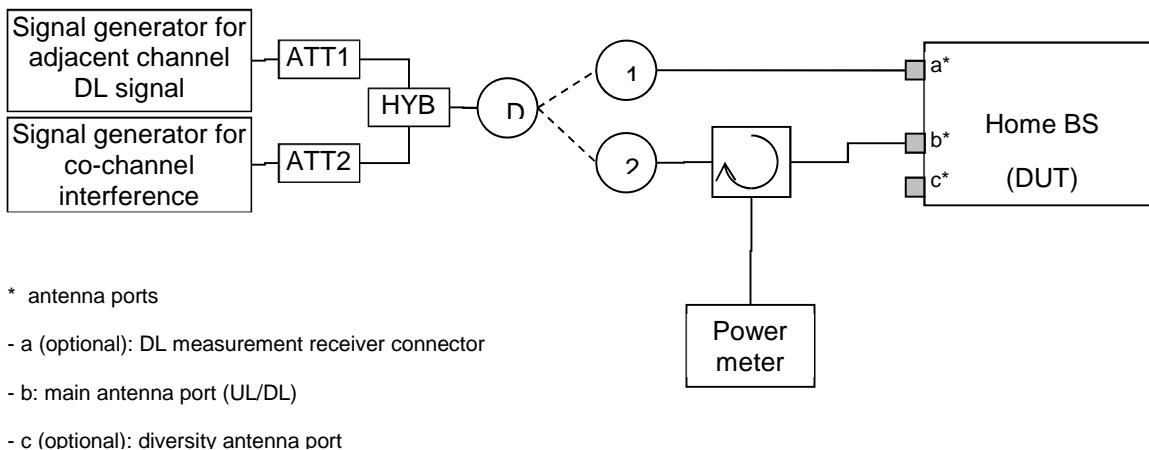 Signal generator for
adjacent channel
DL signal
ATT1
HYB
Signal generator for
co-channel
interference
ATT2
D
1
2
a*
b*
c*
Home BS
(DUT)
Power
meter
* antenna ports
- a (optional): DL measurement receiver connector
- b: main antenna port (UL/DL)
- c (optional): diversity antenna port